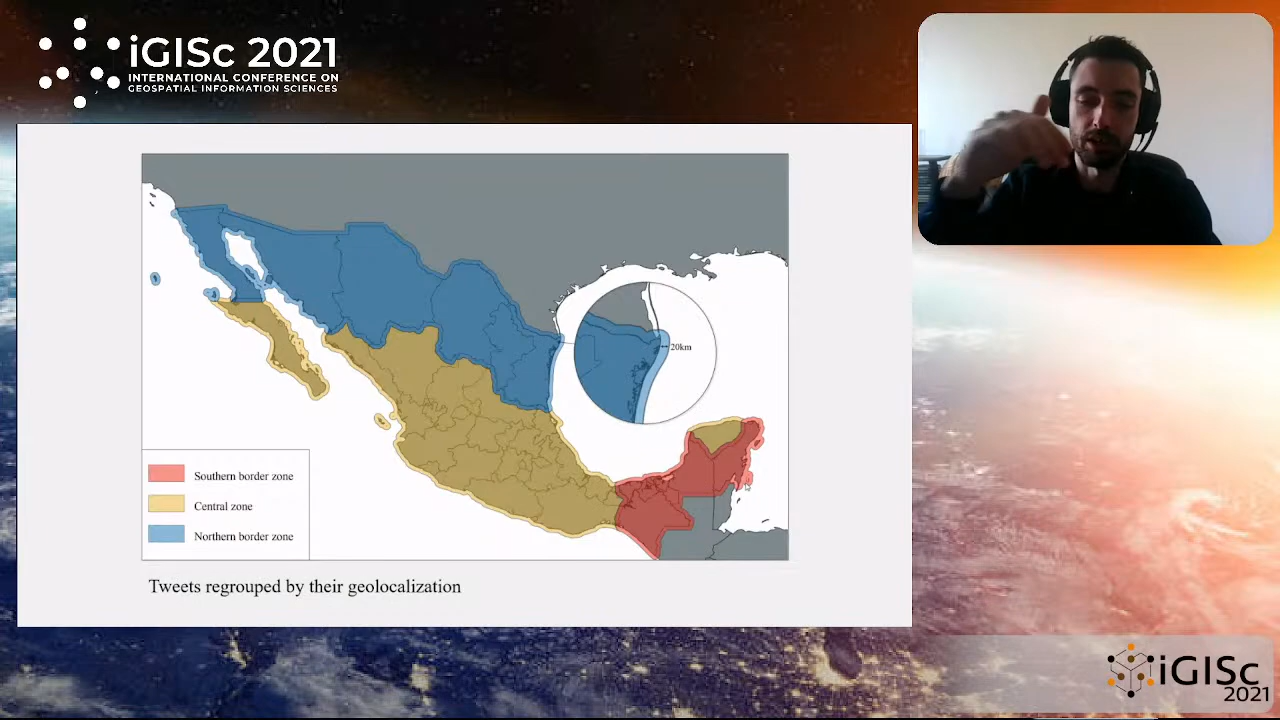 iGISc 2021
INTERNATIONAL CONFERENCE ON
GEOSPATIAL INFORMATION SCIENCES
20km
Southern border zone
Central zone
Northern border zone
Tweets regrouped by their geolocalization
iGISc
2021